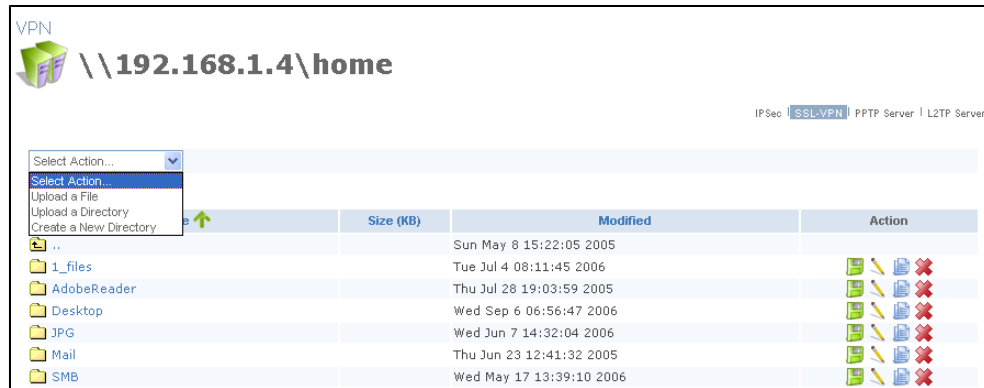 VPN
\\192.168.1.4\home
IPSec | SSL-VPN | PPTP Server | L2TP Server
Select Action...
Select Action...
Upload a File
Upload a Directory
Create a New Directory
Size (KB) Modified Action
.. Sun May 8 15:22:05 2005
1_files Tue Jul 4 08:11:45 2006
AdobeReader Thu Jul 28 19:03:59 2005
Desktop Wed Sep 6 06:56:47 2006
JPG Wed Jun 7 14:32:04 2006
Mail Thu Jun 23 12:41:32 2005
SMB Wed May 17 13:39:10 2006